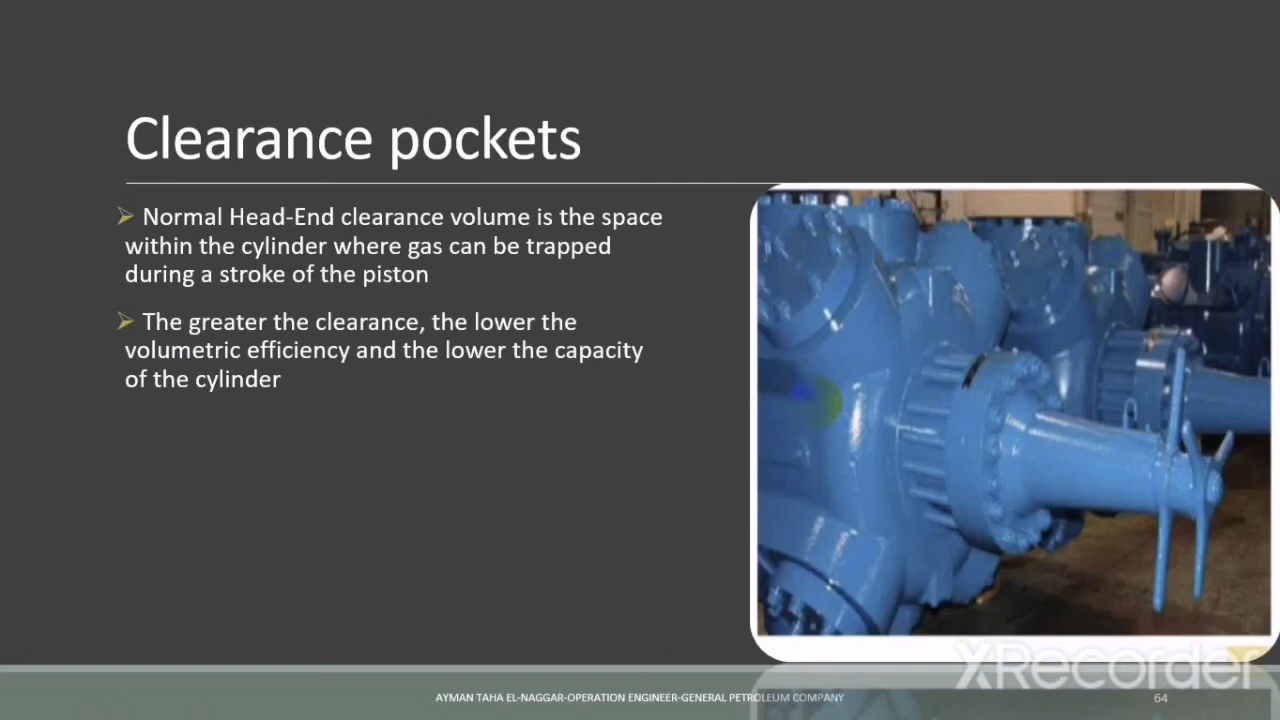 Clearance pockets
Normal Head-End clearance volume is the space
within the cylinder where gas can be trapped
during a stroke of the piston
The greater the clearance, the lower the
volumetric efficiency and the lower the capacity
of the cylinder
XRecorder
AYMAN TAHA EL-NAGGAR-OPERATION ENGINEER-GENERAL PETROLEUM COMPANY
64